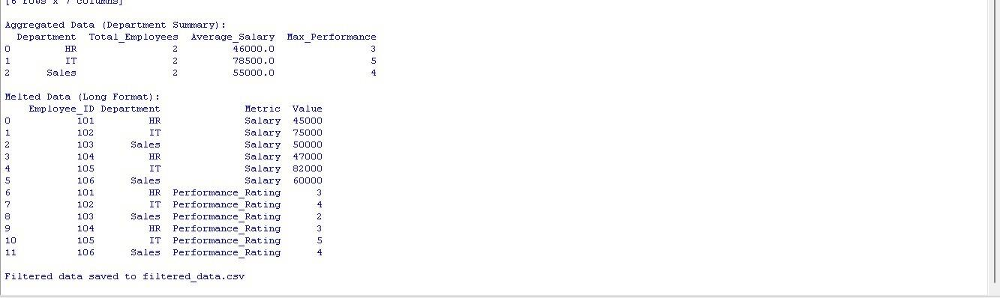 [6 rows x 7 columns]
Aggregated Data (Department Summary):
  Department  Total_Employees  Average_Salary  Max_Performance
0         HR                2         46000.0                3
1         IT                2         78500.0                5
2      Sales                2         55000.0                4
Melted Data (Long Format):
    Employee_ID Department              Metric  Value
0           101         HR              Salary  45000
1           102         IT              Salary  75000
2           103      Sales              Salary  50000
3           104         HR              Salary  47000
4           105         IT              Salary  82000
5           106      Sales              Salary  60000
6           101         HR  Performance_Rating      3
7           102         IT  Performance_Rating      4
8           103      Sales  Performance_Rating      2
9           104         HR  Performance_Rating      3
10          105         IT  Performance_Rating      5
11          106      Sales  Performance_Rating      4
Filtered data saved to filtered_data.csv